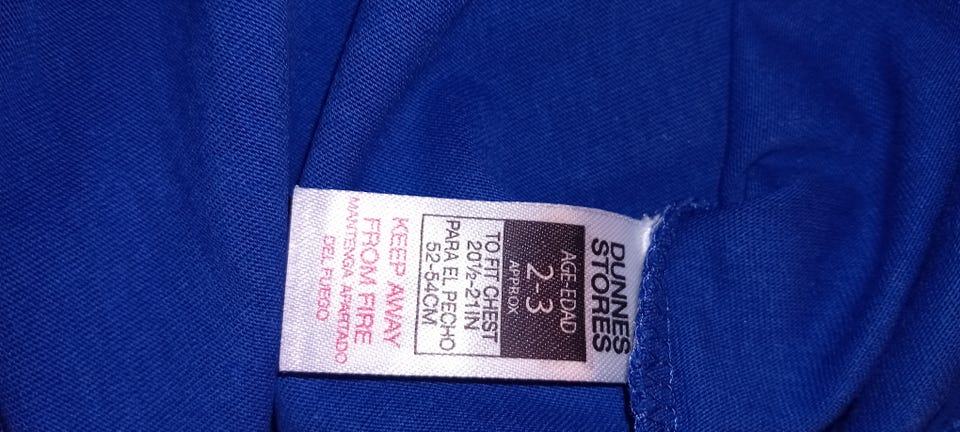 DUNNES
STORES
AGE-EDAD
2-3
APPROX
TO FIT CHEST
20½-21IN
PARA EL PECHO
52-54CM
KEEP AWAY
FROM FIRE
MANTENGA APARTADO
DEL FUEGO